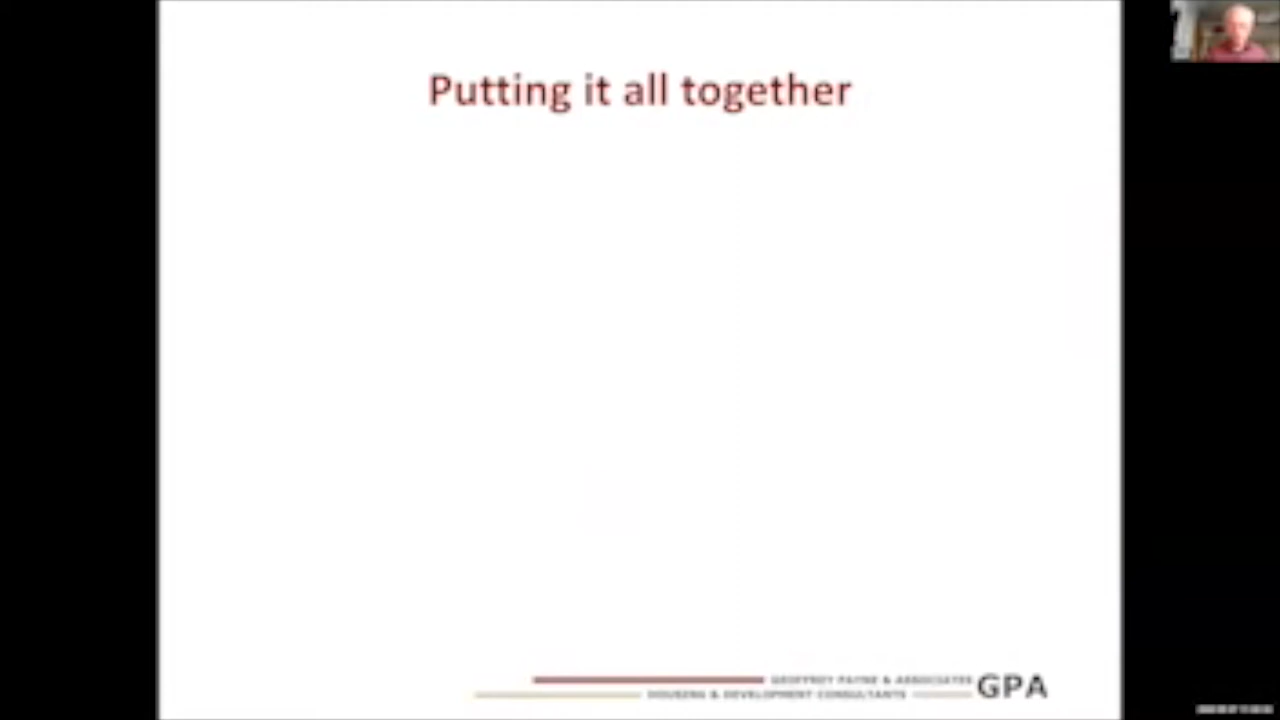 Putting it all together
GEOFFREY PAYNE & ASSOCIATES
HOUSING & DEVELOPMENT CONSULTANTS
GPA